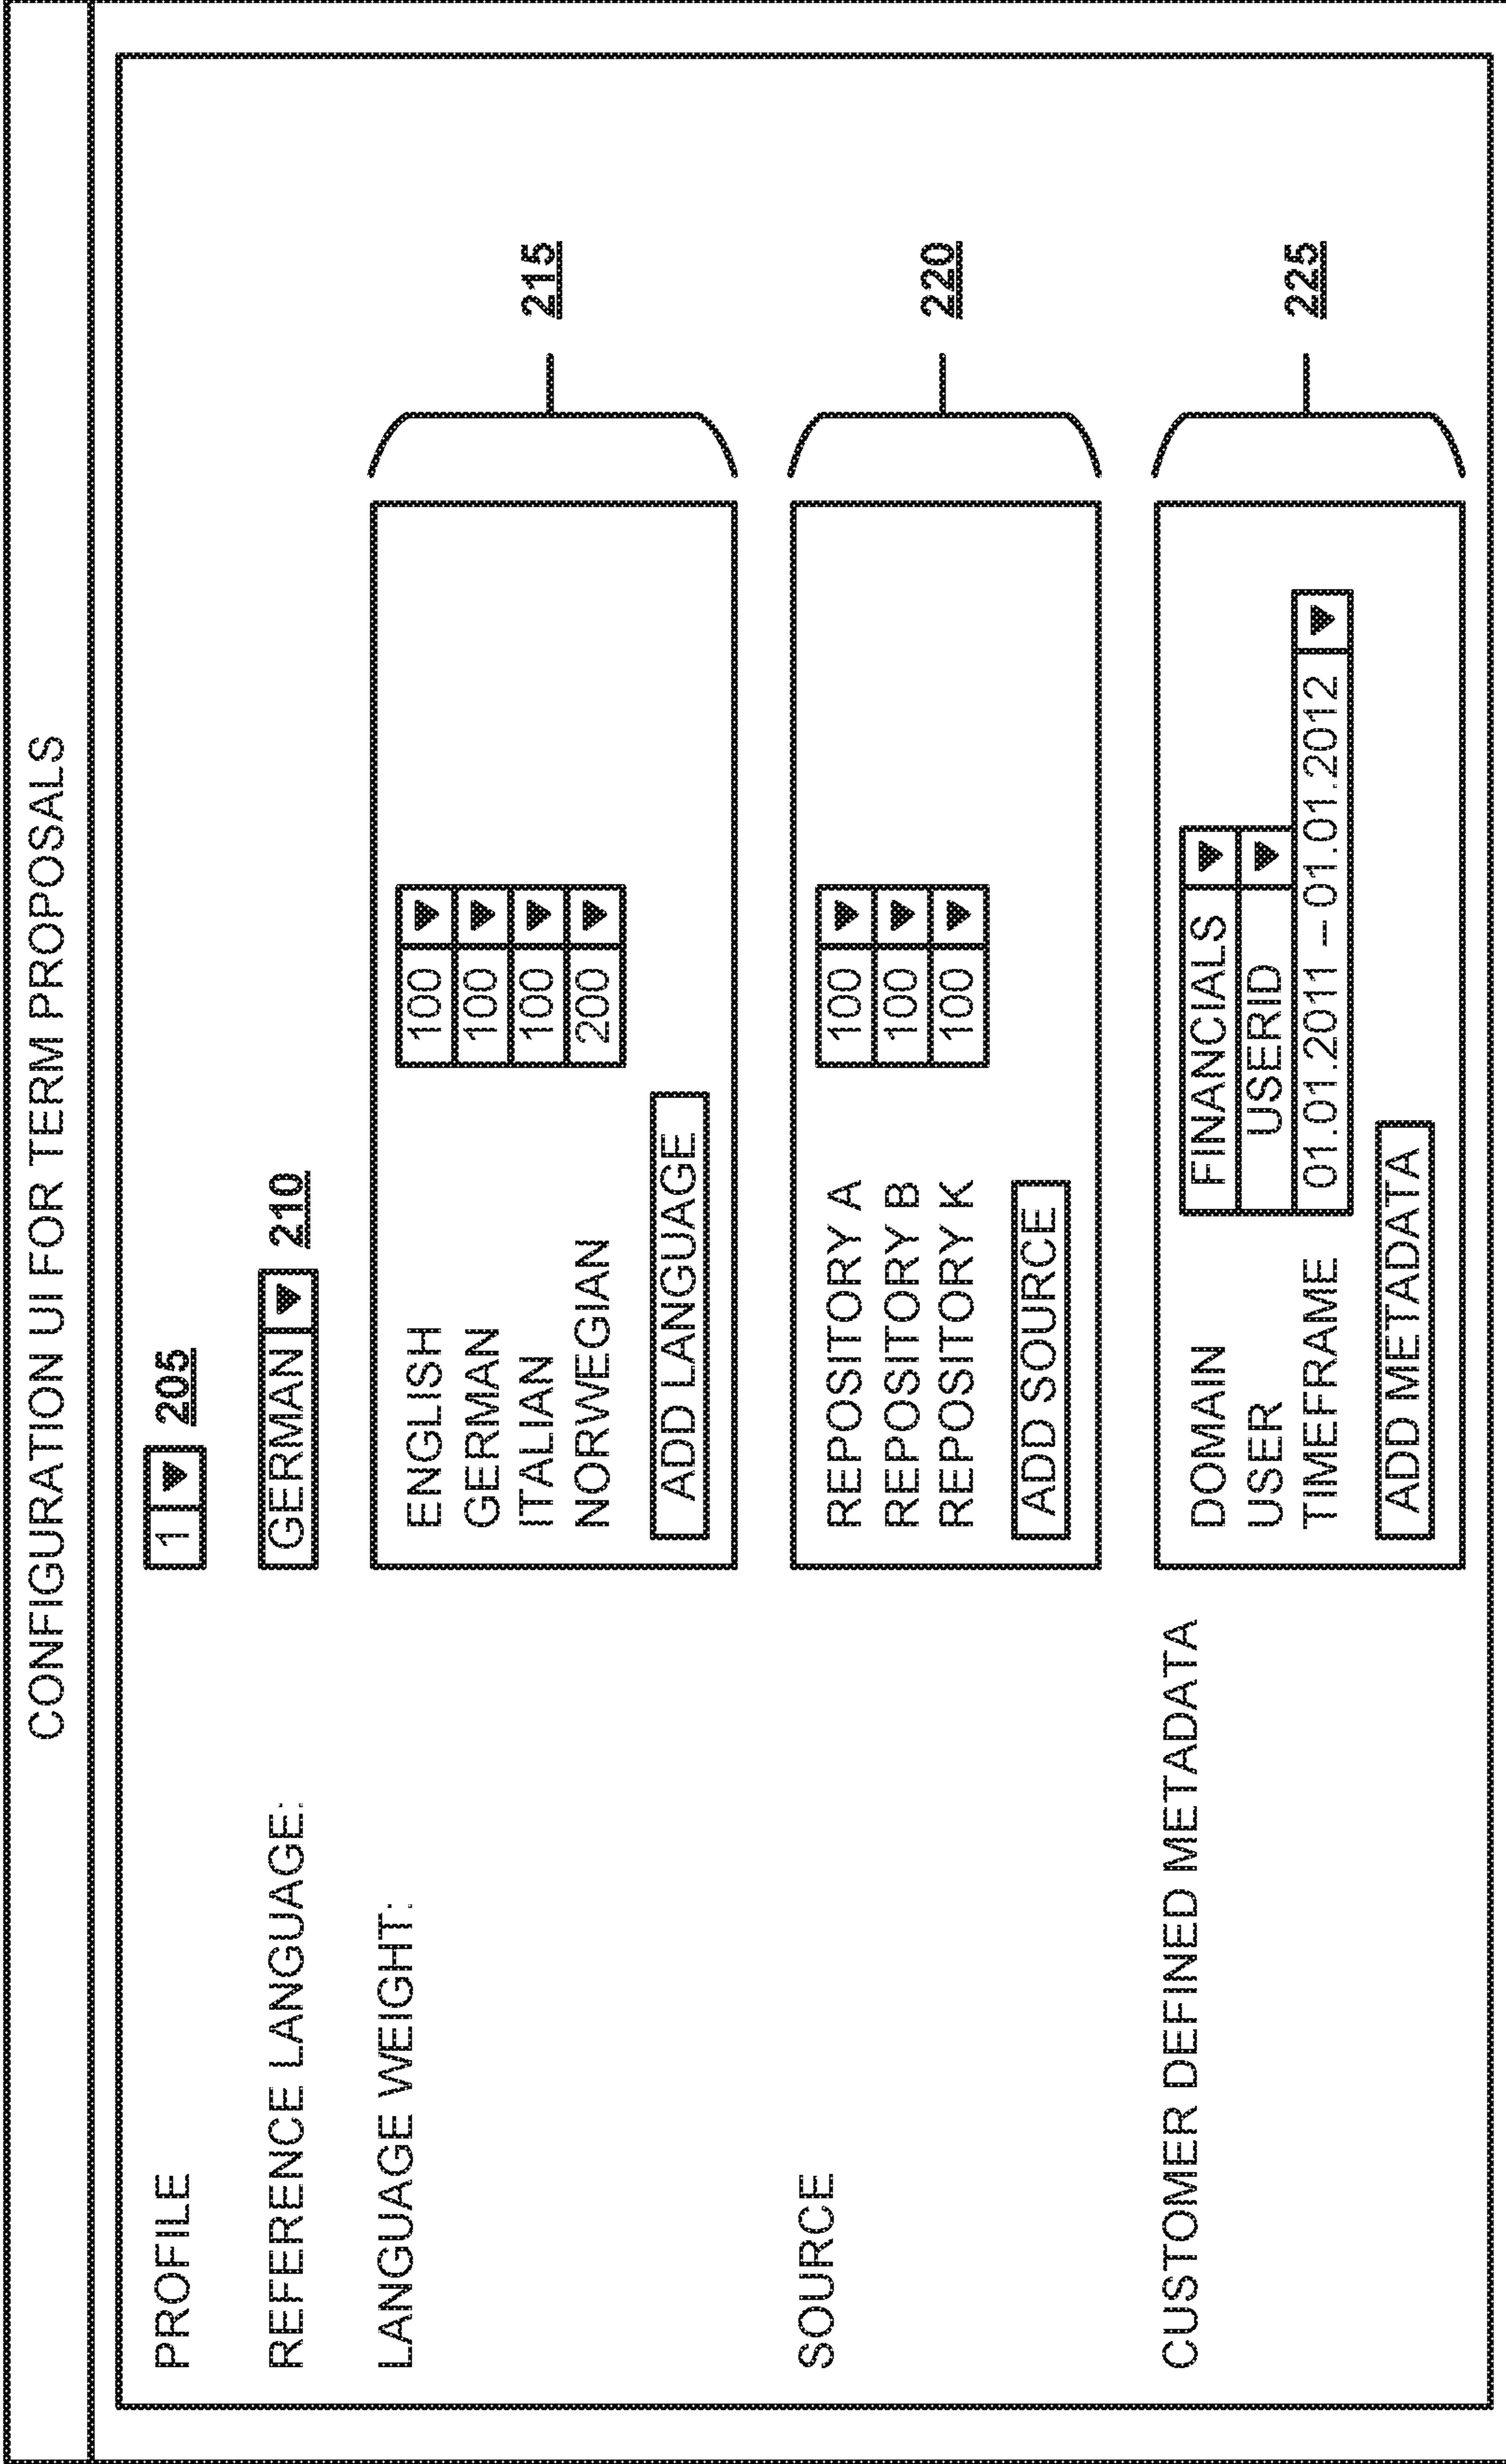 CONFIGURATION UI FOR TERM PROPOSALS
PROFILE 1 205
REFERENCE LANGUAGE: GERMAN 210
LANGUAGE WEIGHT:
ENGLISH 100
GERMAN 100
ITALIAN 100
NORWEGIAN 200
ADD LANGUAGE
215
SOURCE
REPOSITORY A 100
REPOSITORY B 100
REPOSITORY K 100
ADD SOURCE
220
CUSTOMER DEFINED METADATA
DOMAIN FINANCIALS
USER USERID
TIMEFRAME 01.01.2011 – 01.01.2012
ADD METADATA
225